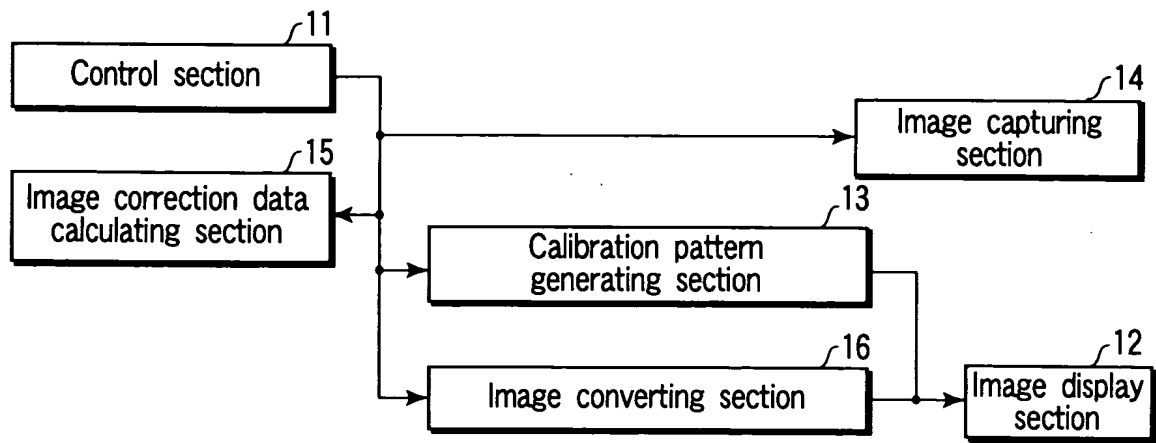 11
Control section
14
Image capturing
section
15
Image correction data
calculating section
13
Calibration pattern
generating section
16
Image converting section
12
Image display
section